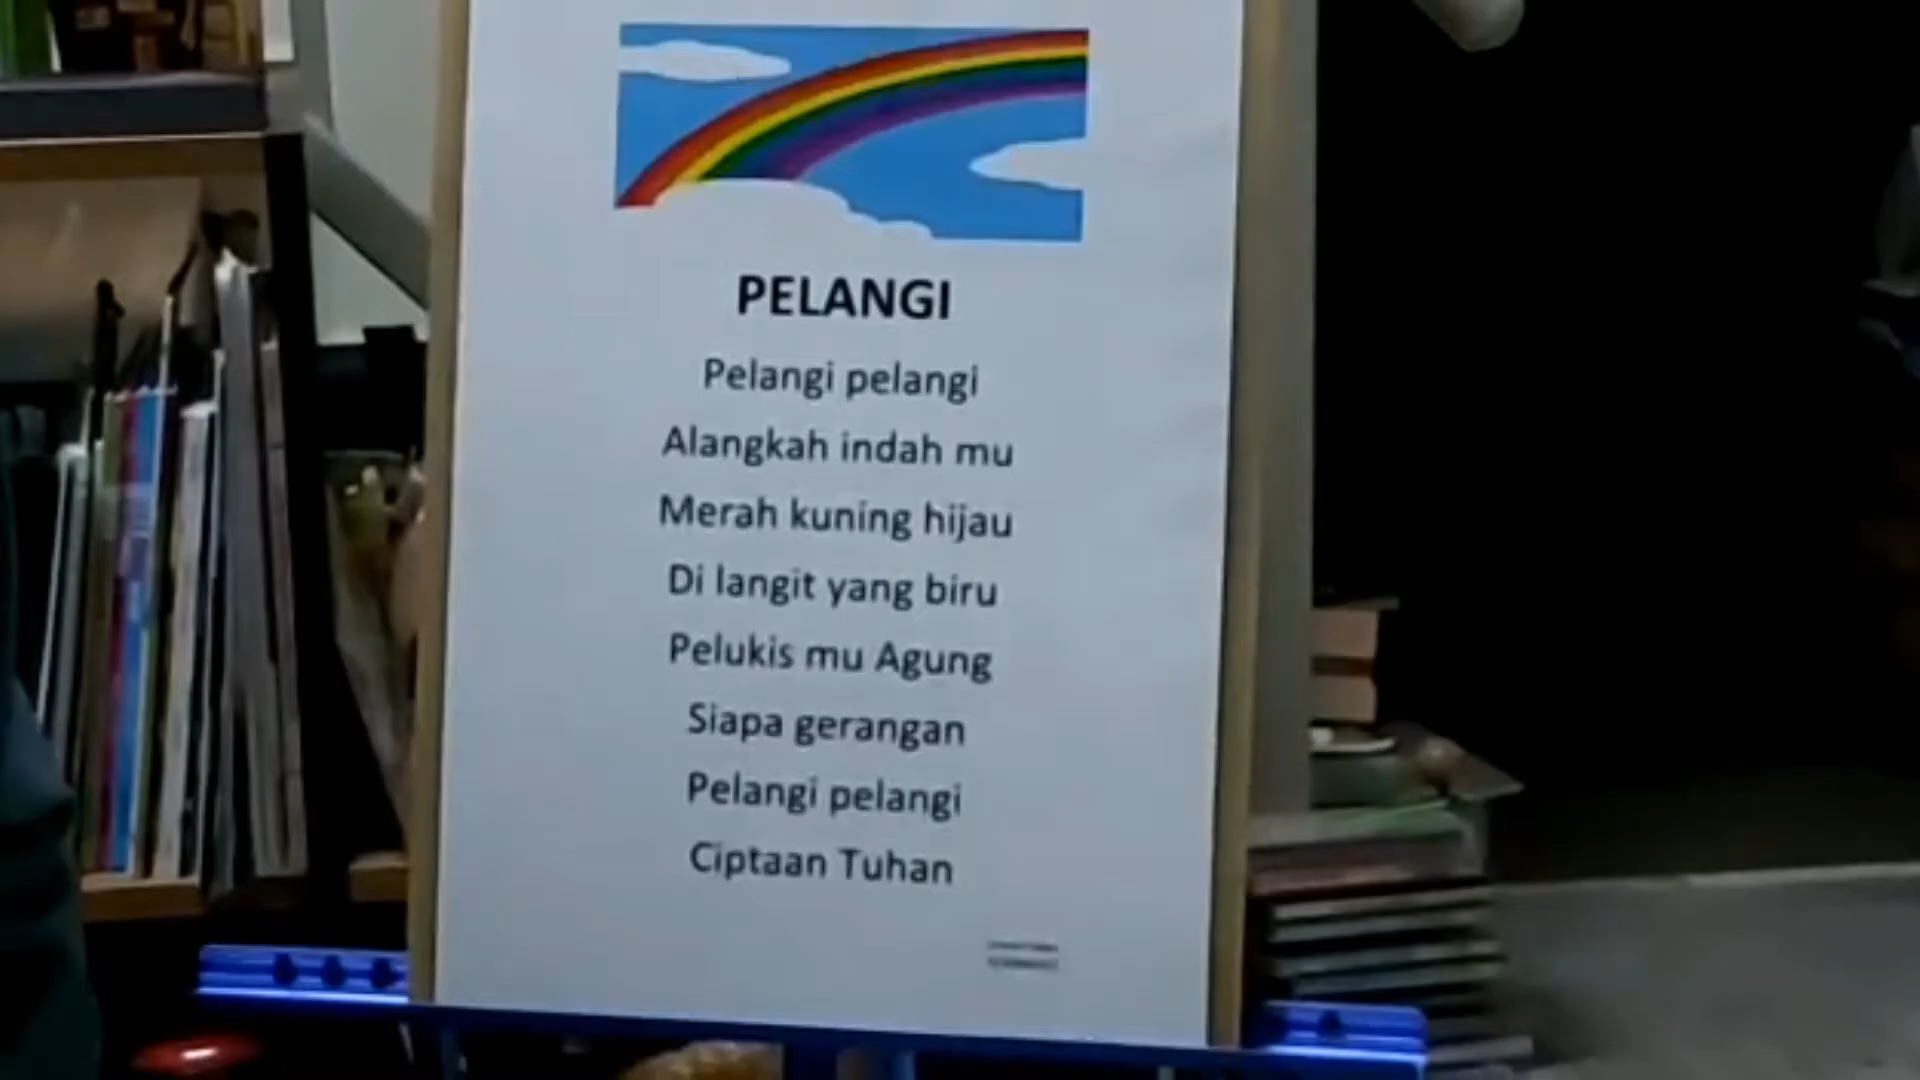 PELANGI
Pelangi pelangi
Alangkah indah mu
Merah kuning hijau
Di langit yang biru
Pelukis mu Agung
Siapa gerangan
Pelangi pelangi
Ciptaan Tuhan